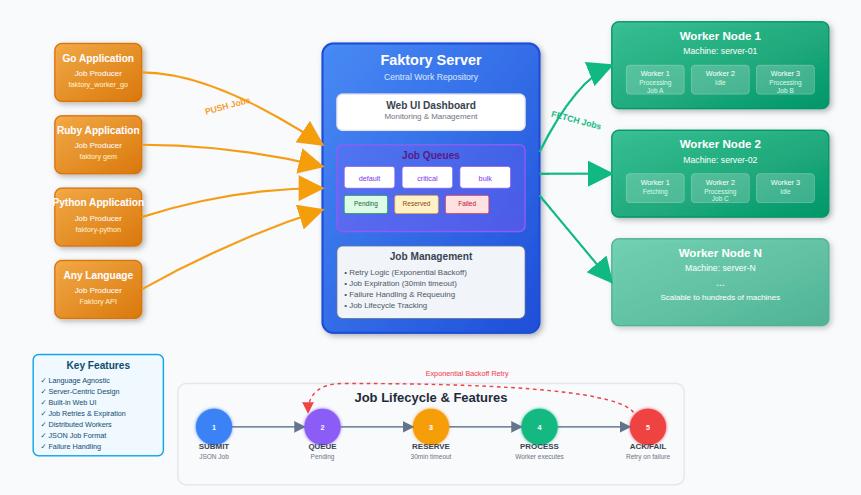 Go Application
Job Producer
faktory_worker_go
Ruby Application
Job Producer
faktory gem
Python Application
Job Producer
faktory-python
Any Language
Job Producer
Faktory API
PUSH Jobs
Faktory Server
Central Work Repository
Web UI Dashboard
Monitoring & Management
Job Queues
default
critical
bulk
Pending
Reserved
Failed
Job Management
• Retry Logic (Exponential Backoff)
• Job Expiration (30min timeout)
• Failure Handling & Requeuing
• Job Lifecycle Tracking
FETCH Jobs
Worker Node 1
Machine: server-01
Worker 1
Processing
Job A
Worker 2
Idle
Worker 3
Processing
Job B
Worker Node 2
Machine: server-02
Worker 1
Fetching
Worker 2
Processing
Job C
Worker 3
Idle
Worker Node N
Machine: server-N
...
Scalable to hundreds of machines
Key Features
✓ Language Agnostic
✓ Server-Centric Design
✓ Built-in Web UI
✓ Job Retries & Expiration
✓ Distributed Workers
✓ JSON Job Format
✓ Failure Handling
Exponential Backoff Retry
Job Lifecycle & Features
1
SUBMIT
JSON Job
2
QUEUE
Pending
3
RESERVE
30min timeout
4
PROCESS
Worker executes
5
ACK/FAIL
Retry on failure